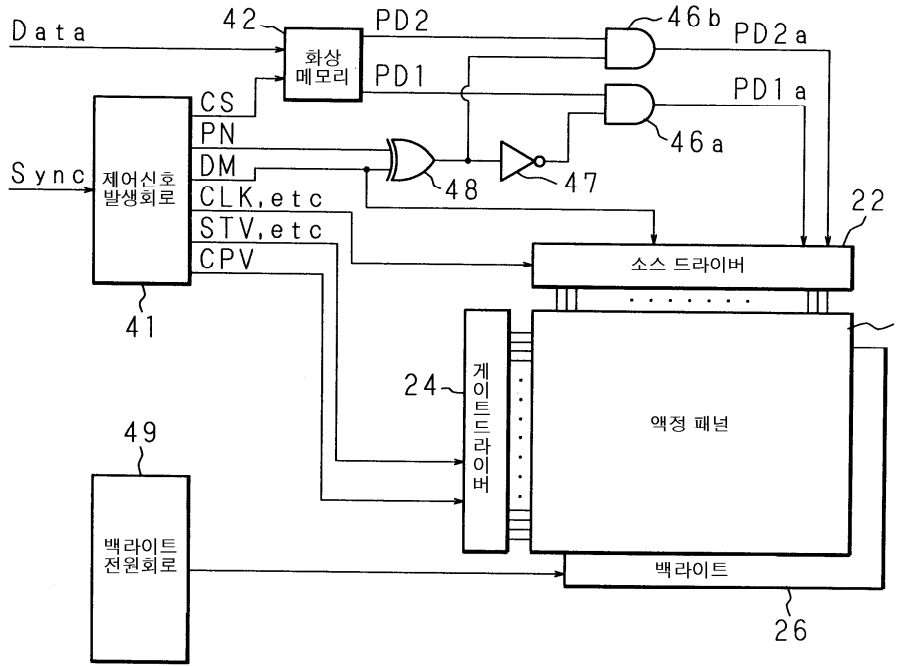 Data
42
PD2
46b
PD2a
화상
메모리
PD1
PD1a
46a
CS
PN
DM
48
47
Sync
제어신호
발생회로
CLK,etc
STV,etc
CPV
22
소스 드라이버
41
24
게이트드라이버
액정 패널
49
백라이트
전원회로
백라이트
26